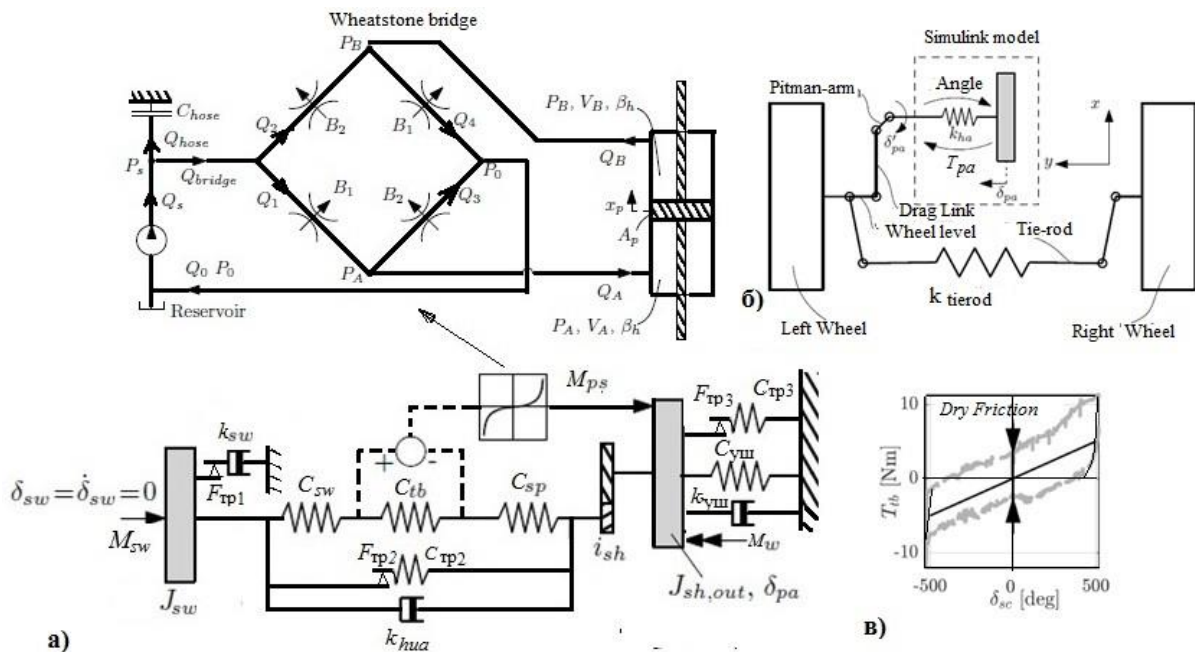 Wheatstone bridge
P_B
C_hose
Q_hose
P_s
Q_bridge
Q_s
Q_2
B_2
B_1
Q_4
Q_1
B_1
B_2
Q_3
P_0
P_A
Q_0 P_0
Reservoir
P_B, V_B, β_h
Q_B
x_p
A_p
Q_A
P_A, V_A, β_h
Simulink model
Pitman-arm
Angle
k_ha
δ'_pa
T_pa
δ_pa
x
y
Drag Link
Wheel level
Tie-rod
k tierod
б)
Left Wheel
Right ' Wheel
δ_sw = δ̇_sw = 0
M_sw
J_sw
k_sw
F_тр1
C_sw
C_tb
C_sp
+
-
F_тр2
C_тр2
k_hua
M_ps
i_sh
F_тр3
C_тр3
C_уш
k_уш
M_w
J_sh,out, δ_pa
а)
Dry Friction
T_tb [Nm]
10
0
-10
-500
0
500
δ_sc [deg]
в)